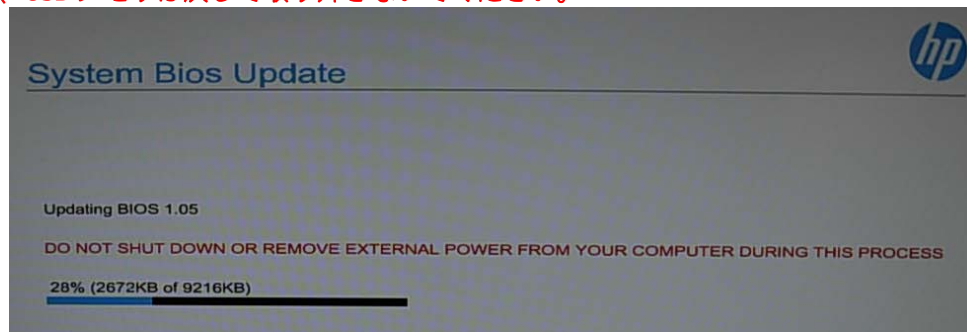 hp
System Bios Update
Updating BIOS 1.05
DO NOT SHUT DOWN OR REMOVE EXTERNAL POWER FROM YOUR COMPUTER DURING THIS PROCESS
28% (2672KB of 9216KB)